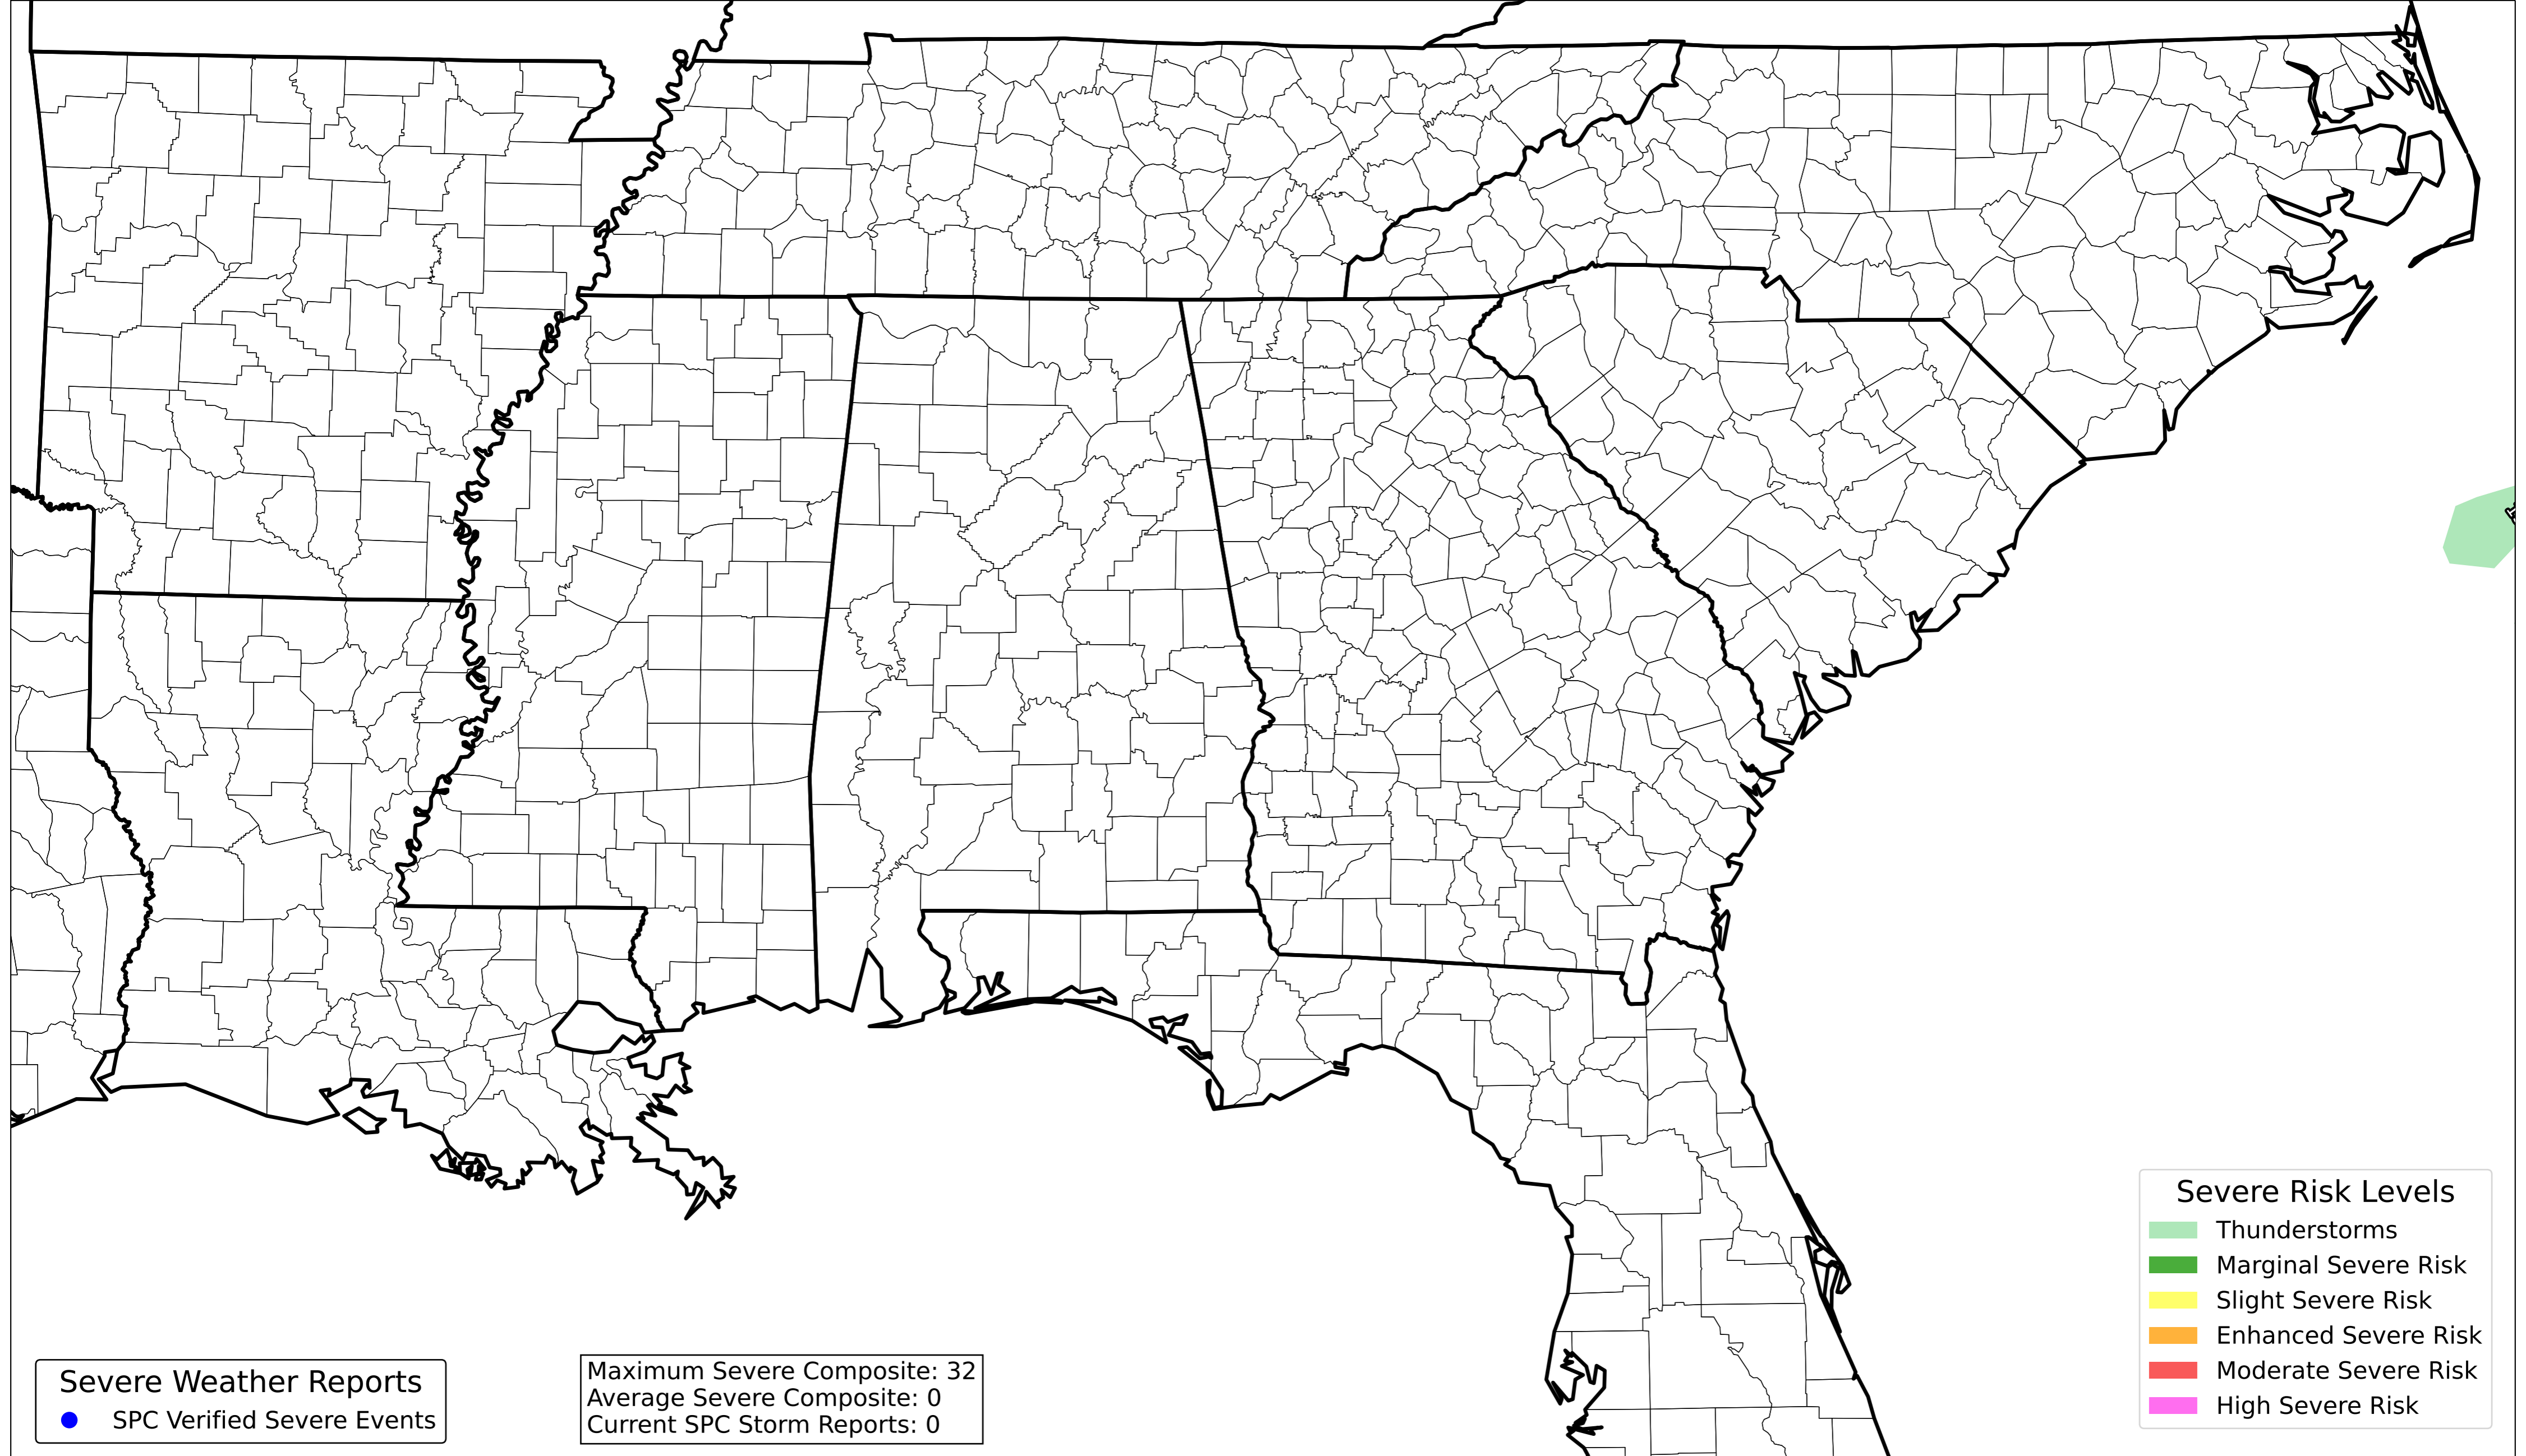 Severe Risk Levels
Thunderstorms
Marginal Severe Risk
Slight Severe Risk
Enhanced Severe Risk
Moderate Severe Risk
High Severe Risk
Severe Weather Reports
SPC Verified Severe Events
Maximum Severe Composite: 32
Average Severe Composite: 0
Current SPC Storm Reports: 0